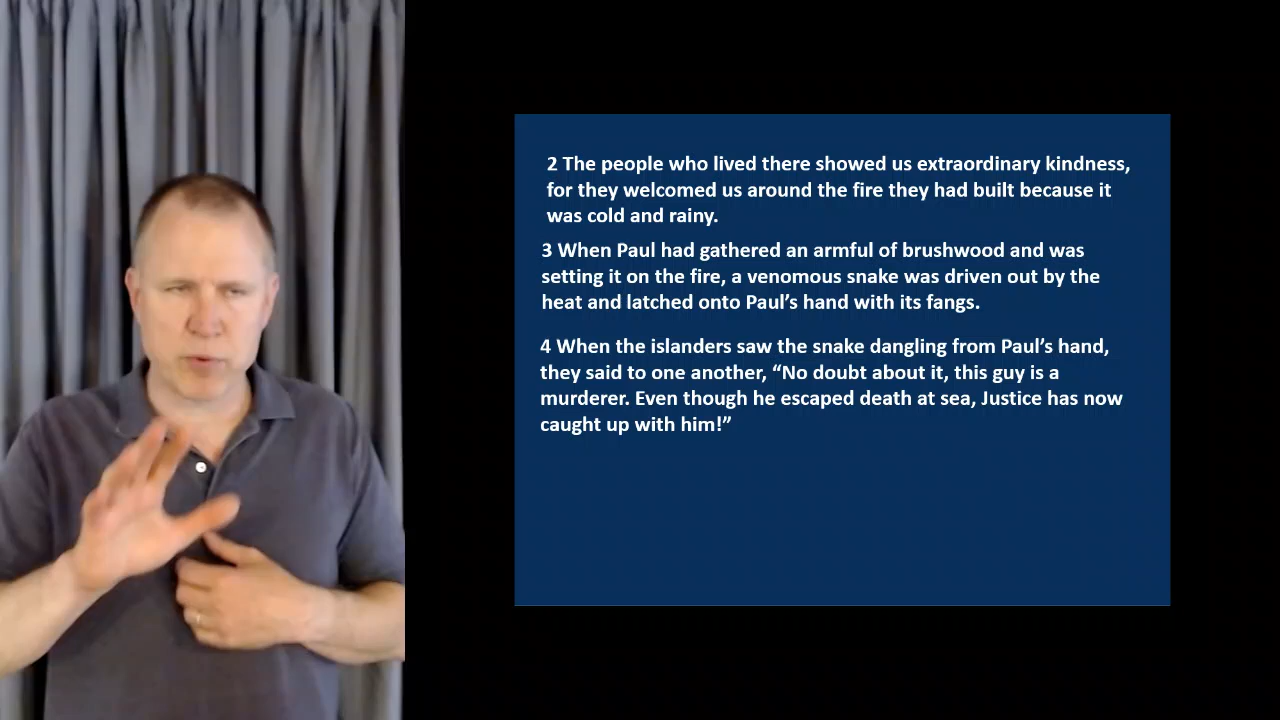 2 The people who lived there showed us extraordinary kindness,
for they welcomed us around the fire they had built because it
was cold and rainy.
3 When Paul had gathered an armful of brushwood and was
setting it on the fire, a venomous snake was driven out by the
heat and latched onto Paul’s hand with its fangs.
4 When the islanders saw the snake dangling from Paul’s hand,
they said to one another, “No doubt about it, this guy is a
murderer. Even though he escaped death at sea, Justice has now
caught up with him!”